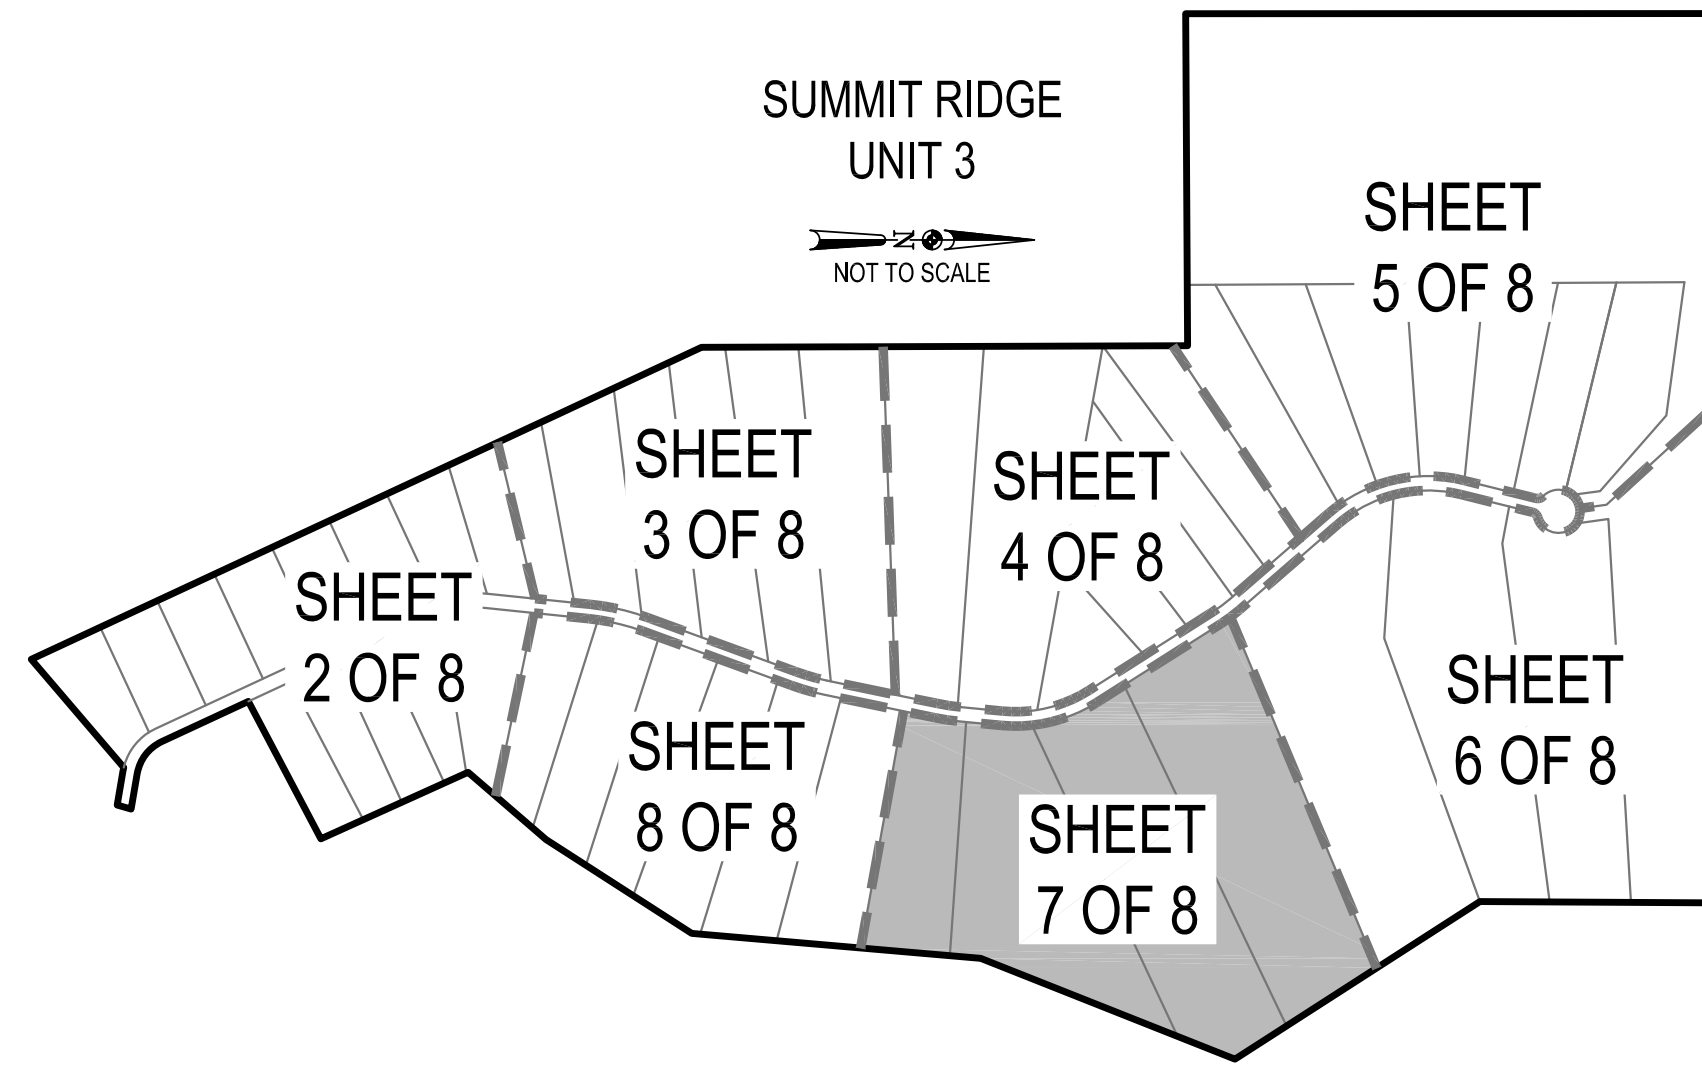 SUMMIT RIDGE
UNIT 3
N
NOT TO SCALE
SHEET
5 OF 8
SHEET
3 OF 8
SHEET
4 OF 8
SHEET
2 OF 8
SHEET
6 OF 8
SHEET
8 OF 8
SHEET
7 OF 8